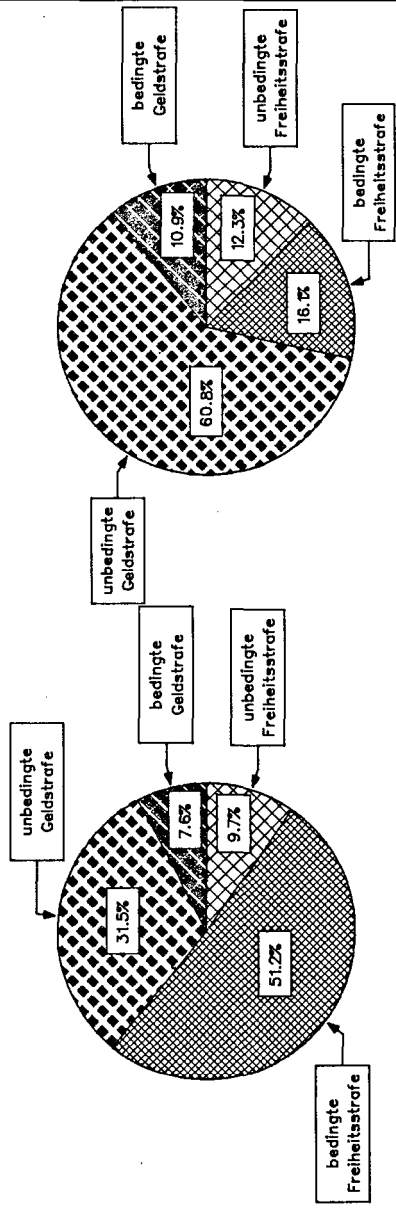 unbedingte
Geldstrafe
31.5%
bedingte
Geldstrafe
7.6%
9.7%
unbedingte
Freiheitsstrafe
51.2%
bedingte
Freiheitsstrafe
unbedingte
Geldstrafe
60.8%
bedingte
Geldstrafe
10.9%
12.3%
unbedingte
Freiheitsstrafe
16.1%
bedingte
Freiheitsstrafe